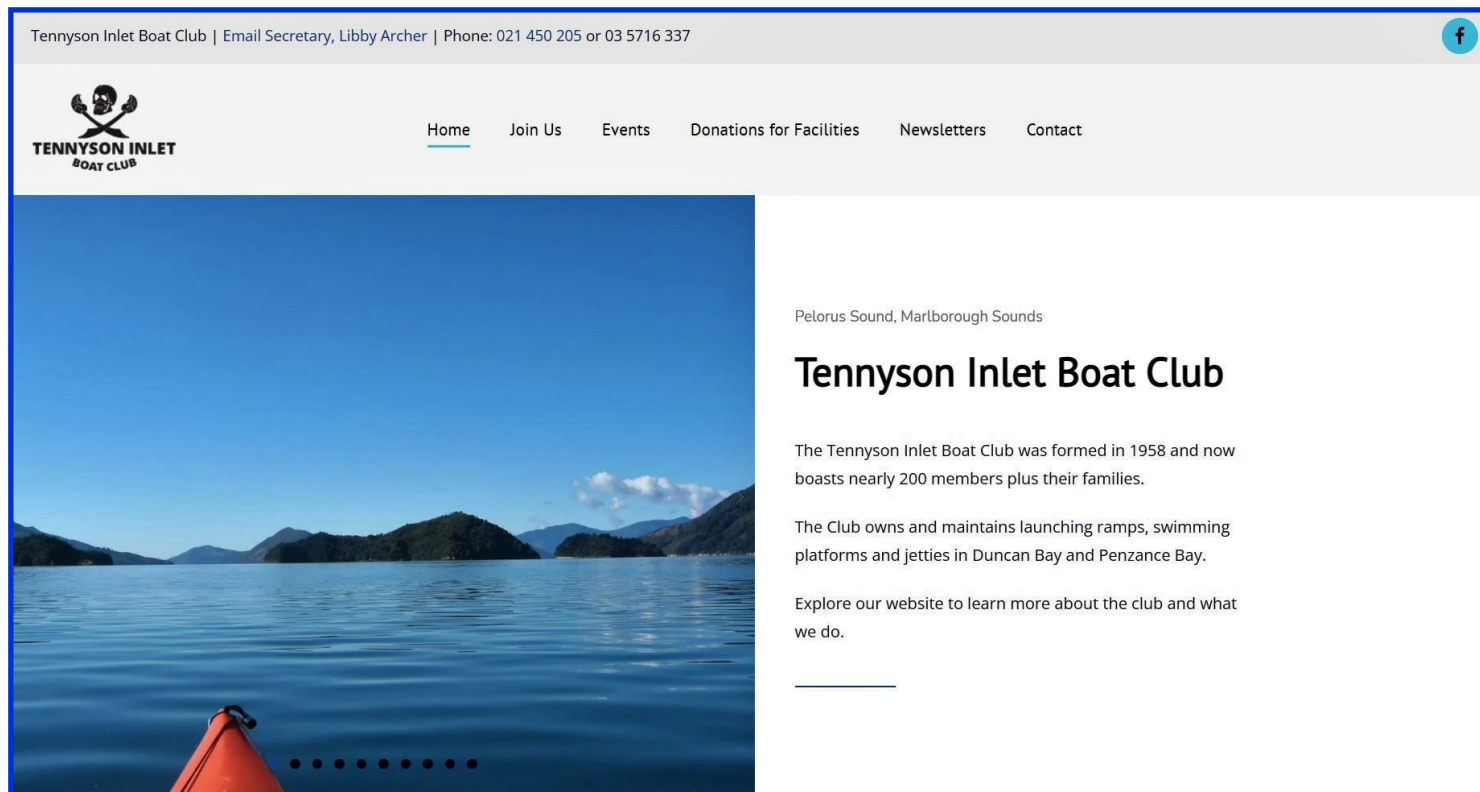 Tennyson Inlet Boat Club | Email Secretary, Libby Archer | Phone: 021 450 205 or 03 5716 337
f
TENNYSON INLET
BOAT CLUB
Home Join Us Events Donations for Facilities Newsletters Contact
Pelorus Sound, Marlborough Sounds
Tennyson Inlet Boat Club
The Tennyson Inlet Boat Club was formed in 1958 and now
boasts nearly 200 members plus their families.
The Club owns and maintains launching ramps, swimming
platforms and jetties in Duncan Bay and Penzance Bay.
Explore our website to learn more about the club and what
we do.